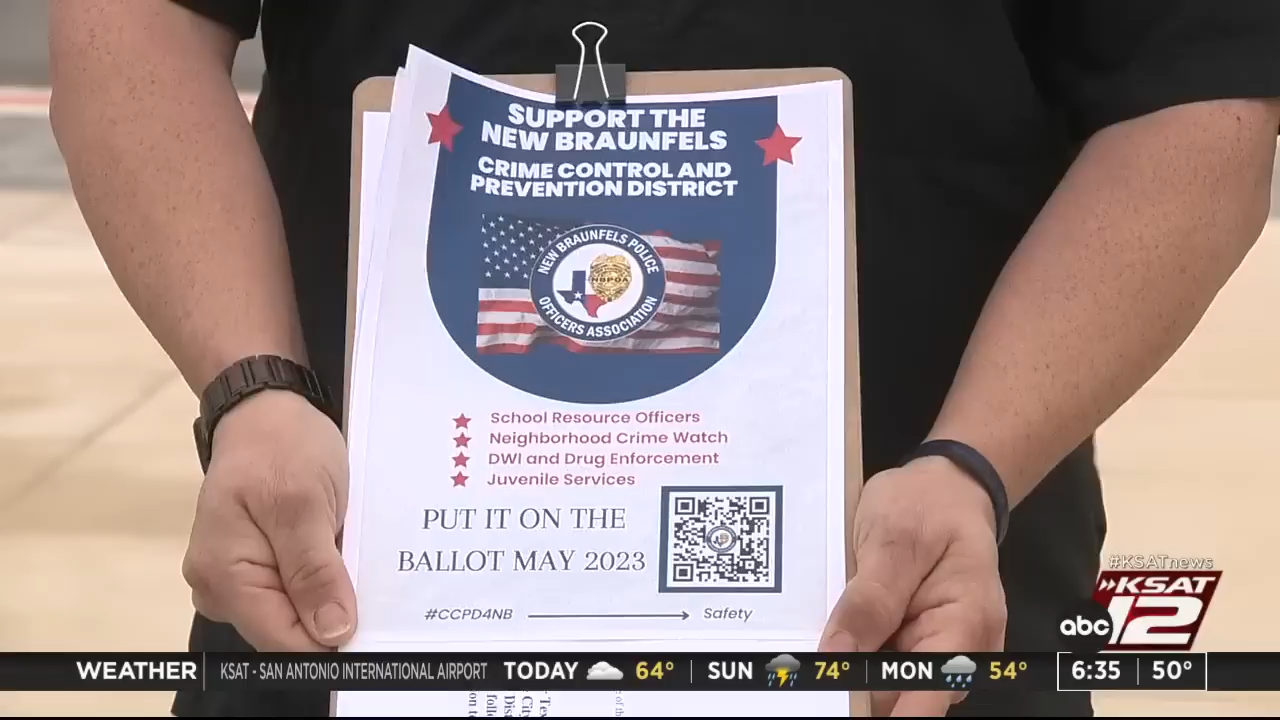 SUPPORT THE
NEW BRAUNFELS
CRIME CONTROL AND
PREVENTION DISTRICT
NEW BRAUNFELS POLICE
NBPOA
OFFICERS ASSOCIATION
School Resource Officers
Neighborhood Crime Watch
DWI and Drug Enforcement
Juvenile Services
PUT IT ON THE
BALLOT MAY 2023
#CCPD4NB Safety
#KSATnews
KSAT
abc 12
WEATHER KSAT - SAN ANTONIO INTERNATIONAL AIRPORT TODAY 64° SUN 74° MON 54° 6:35 50°